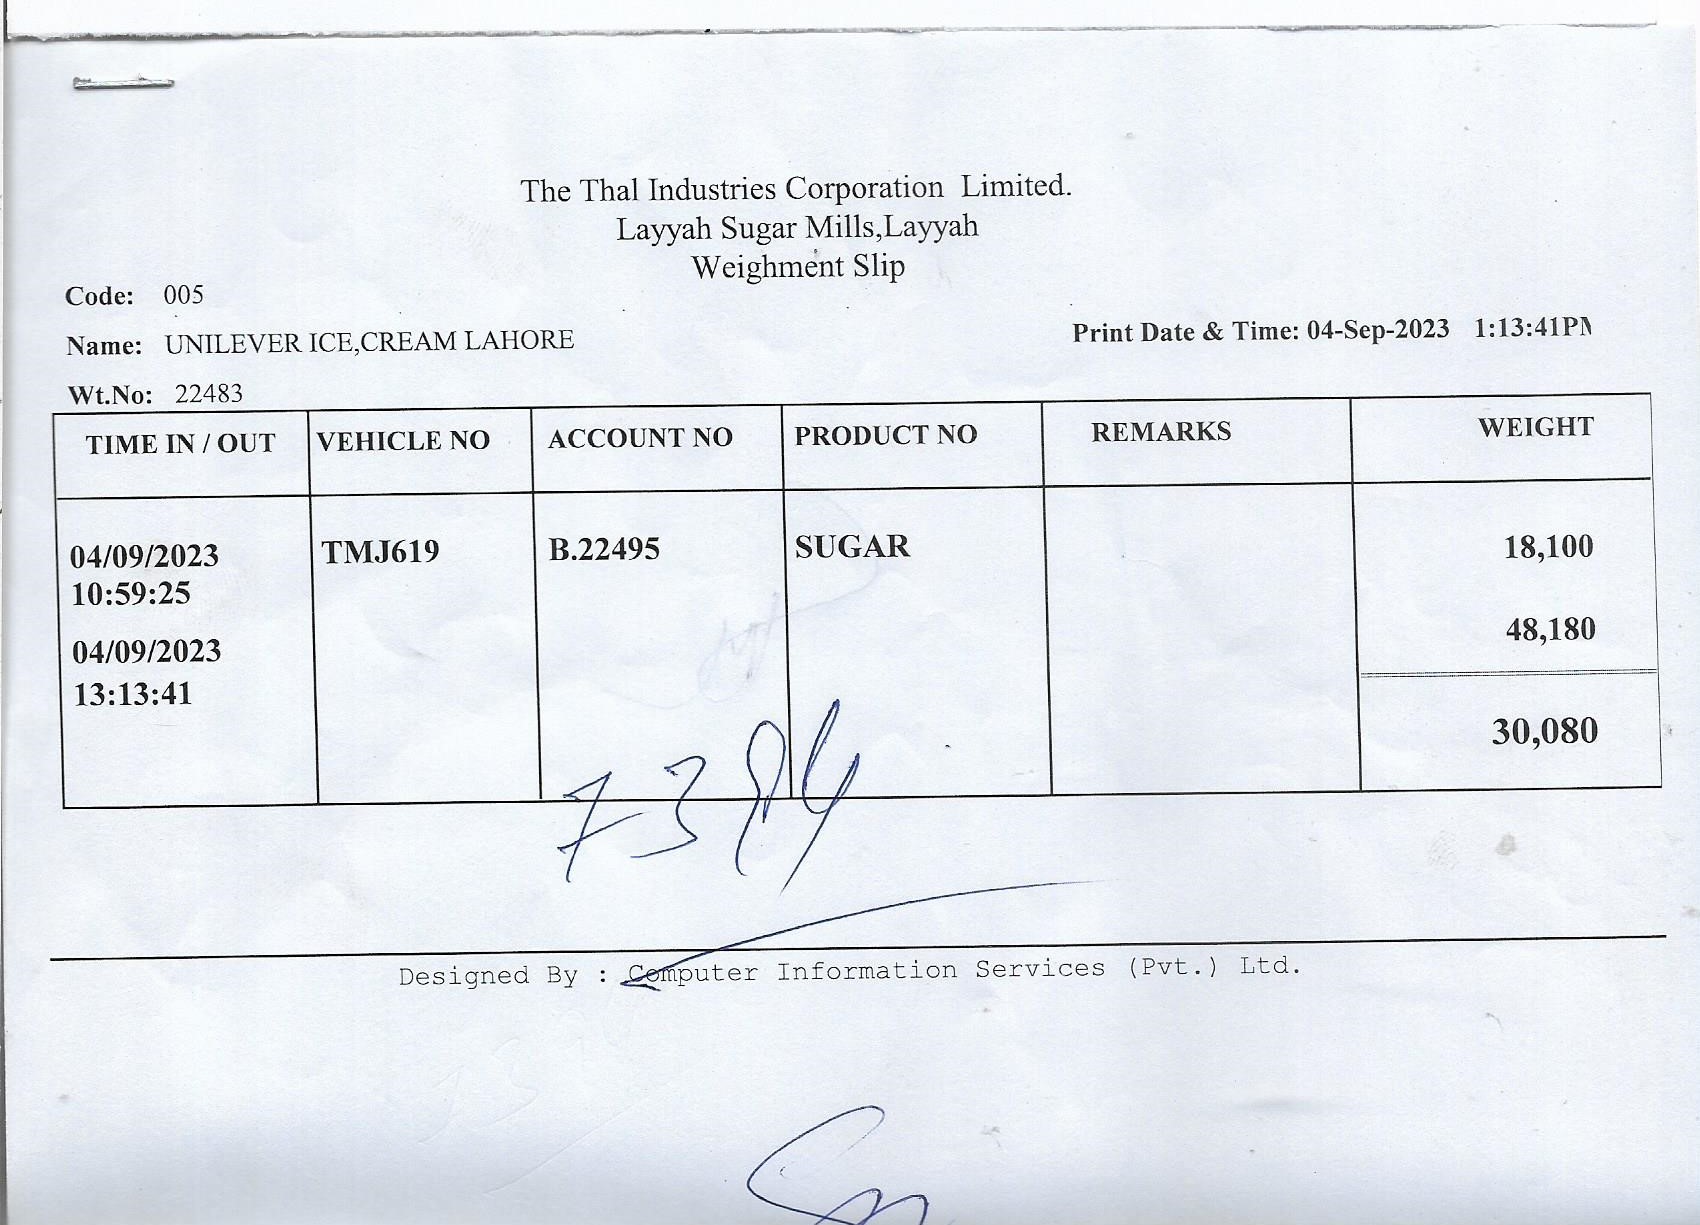 The Thal Industries Corporation Limited.
Layyah Sugar Mills,Layyah
Weighment Slip
Code: 005
Name: UNILEVER ICE,CREAM LAHORE
Print Date & Time: 04-Sep-2023 1:13:41PM
Wt.No: 22483
TIME IN / OUT VEHICLE NO ACCOUNT NO PRODUCT NO REMARKS WEIGHT
04/09/2023 TMJ619 B.22495 SUGAR 18,100
10:59:25
48,180
04/09/2023
13:13:41
30,080
Designed By : Computer Information Services (Pvt.) Ltd.